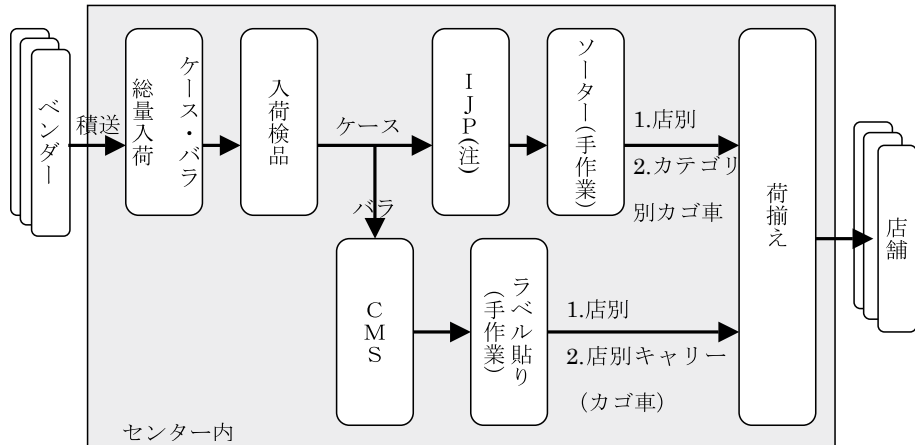 ベンダー
積送
総量入荷
ケース・バラ
入荷検品
ケース
バラ
IJP(注)
ソーター(手作業)
1.店別
2.カテゴリ
別カゴ車
CMS
ラベル貼り
(手作業)
1.店別
2.店別キャリー
（カゴ車）
荷揃え
店舗
センター内